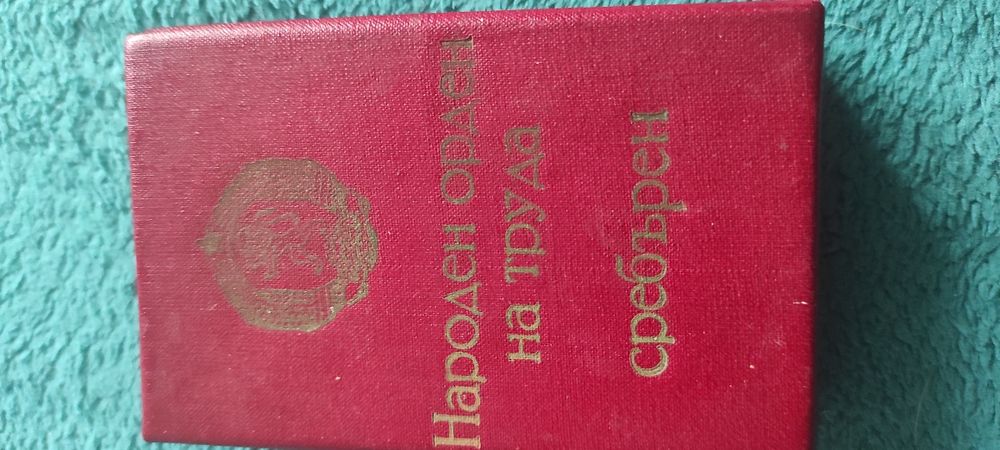 Народен орден
на труда
сребърен